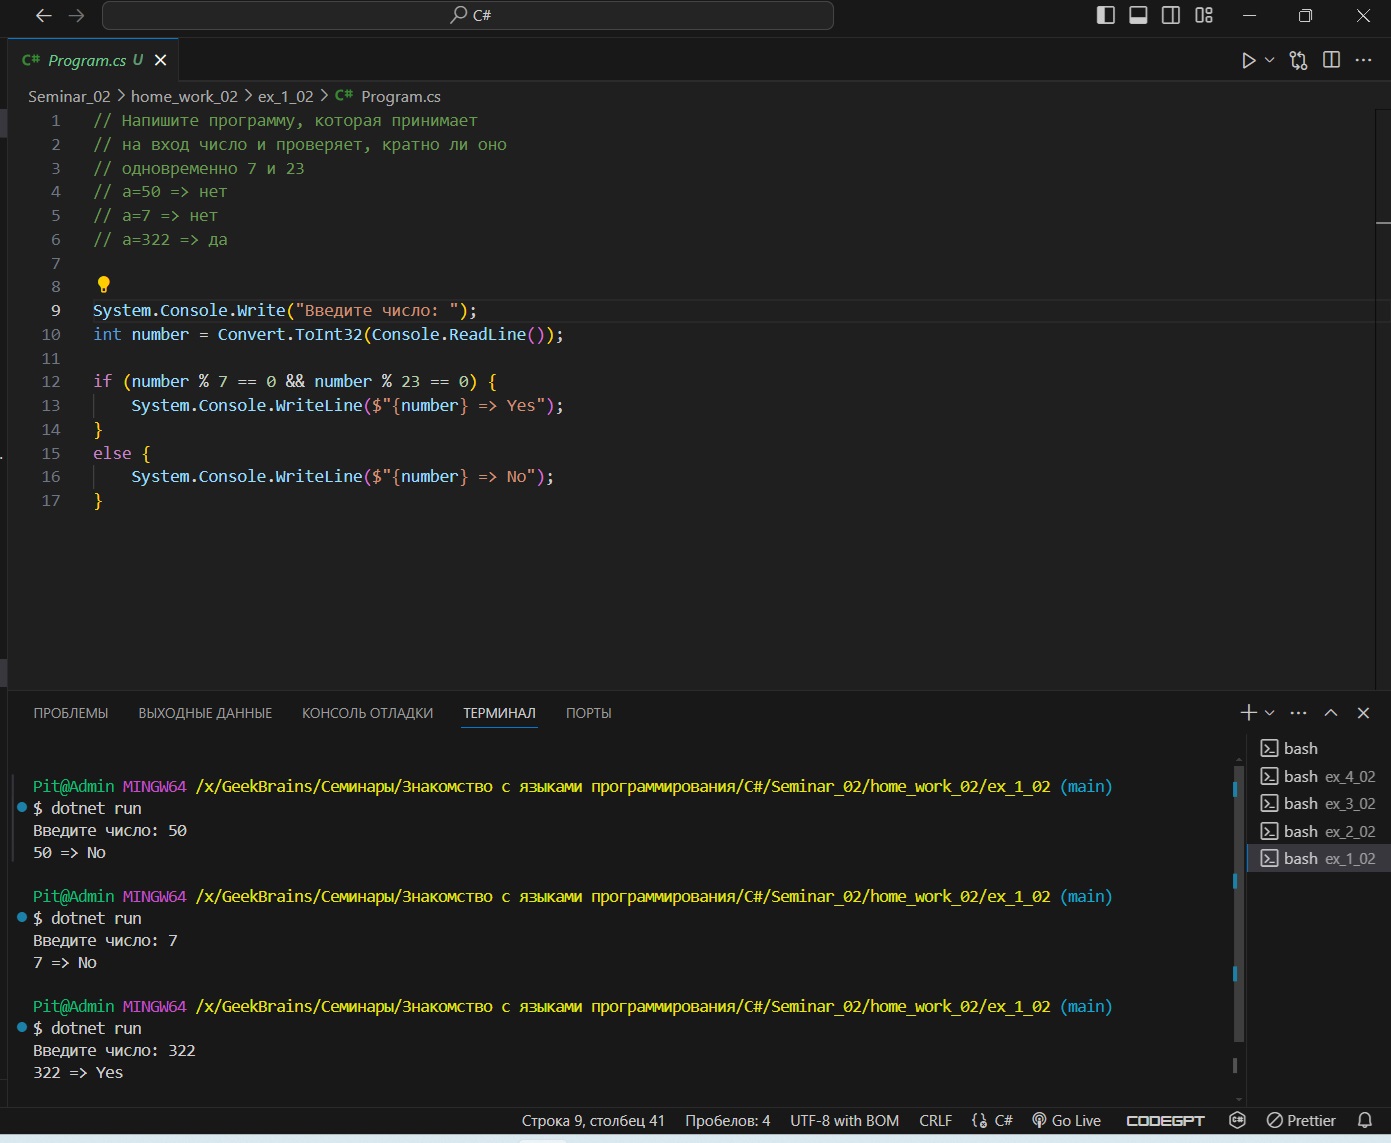 C#
C# Program.cs U
Seminar_02 > home_work_02 > ex_1_02 > C# Program.cs
1 // Напишите программу, которая принимает
2 // на вход число и проверяет, кратно ли оно
3 // одновременно 7 и 23
4 // a=50 => нет
5 // a=7 => нет
6 // a=322 => да
7
8
9 System.Console.Write("Введите число: ");
10 int number = Convert.ToInt32(Console.ReadLine());
11
12 if (number % 7 == 0 && number % 23 == 0) {
13 System.Console.WriteLine($"{number} => Yes");
14 }
15 else {
16 System.Console.WriteLine($"{number} => No");
17 }
ПРОБЛЕМЫ ВЫХОДНЫЕ ДАННЫЕ КОНСОЛЬ ОТЛАДКИ ТЕРМИНАЛ ПОРТЫ
Pit@Admin MINGW64 /x/GeekBrains/Семинары/Знакомство с языками программирования/C#/Seminar_02/home_work_02/ex_1_02 (main)
$ dotnet run
Введите число: 50
50 => No
Pit@Admin MINGW64 /x/GeekBrains/Семинары/Знакомство с языками программирования/C#/Seminar_02/home_work_02/ex_1_02 (main)
$ dotnet run
Введите число: 7
7 => No
Pit@Admin MINGW64 /x/GeekBrains/Семинары/Знакомство с языками программирования/C#/Seminar_02/home_work_02/ex_1_02 (main)
$ dotnet run
Введите число: 322
322 => Yes
bash
bash ex_4_02
bash ex_3_02
bash ex_2_02
bash ex_1_02
Строка 9, столбец 41 Пробелов: 4 UTF-8 with BOM CRLF C# Go Live CODEGPT Prettier